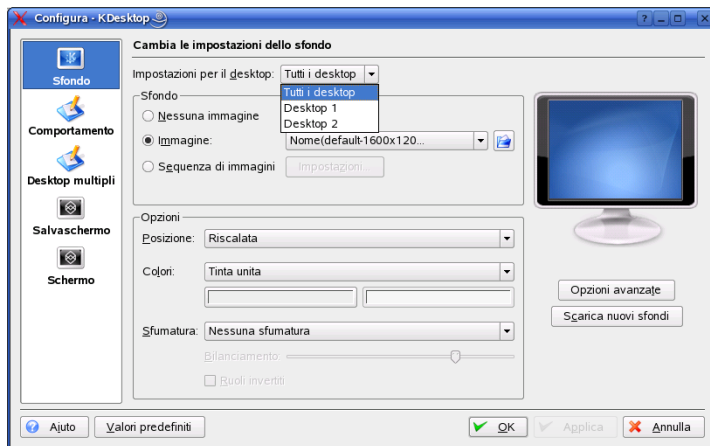 Configura - KDesktop
Cambia le impostazioni dello sfondo
Sfondo
Comportamento
Desktop multipli
Salvaschermo
Schermo
Impostazioni per il desktop: Tutti i desktop
Tutti i desktop
Desktop 1
Desktop 2
Sfondo
Nessuna immagine
Immagine: Nome(default-1600x120...
Sequenza di immagini Impostazioni...
Opzioni
Posizione: Riscalata
Colori: Tinta unita
Sfumatura: Nessuna sfumatura
Bilanciamento:
Ruoli invertiti
Opzioni avanzate
Scarica nuovi sfondi
Aiuto Valori predefiniti OK Applica Annulla